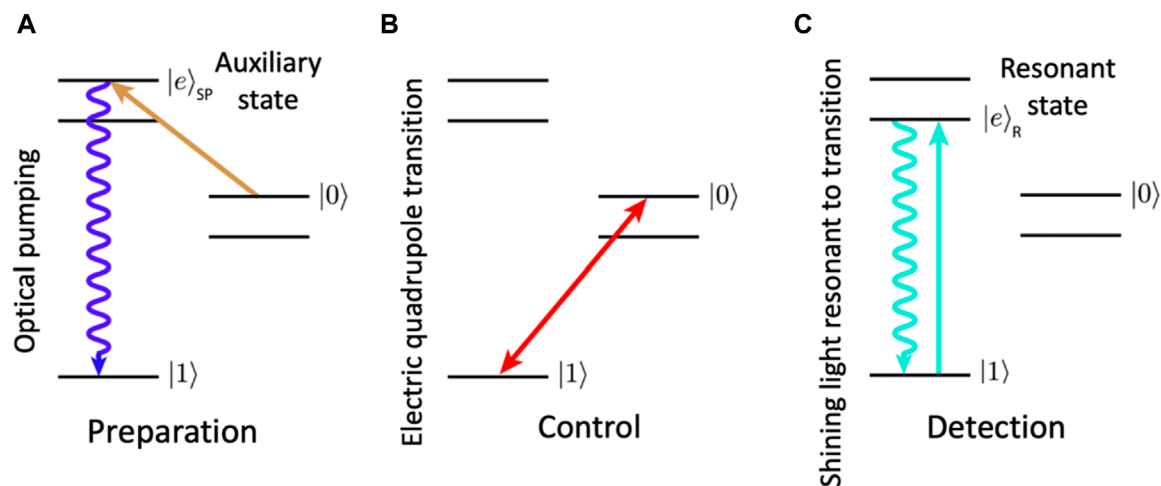 A
Optical pumping
|e⟩SP
Auxiliary
state
|0⟩
|1⟩
Preparation
B
Electric quadrupole transition
|0⟩
|1⟩
Control
C
Shining light resonant to transition
Resonant
state
|e⟩R
|0⟩
|1⟩
Detection